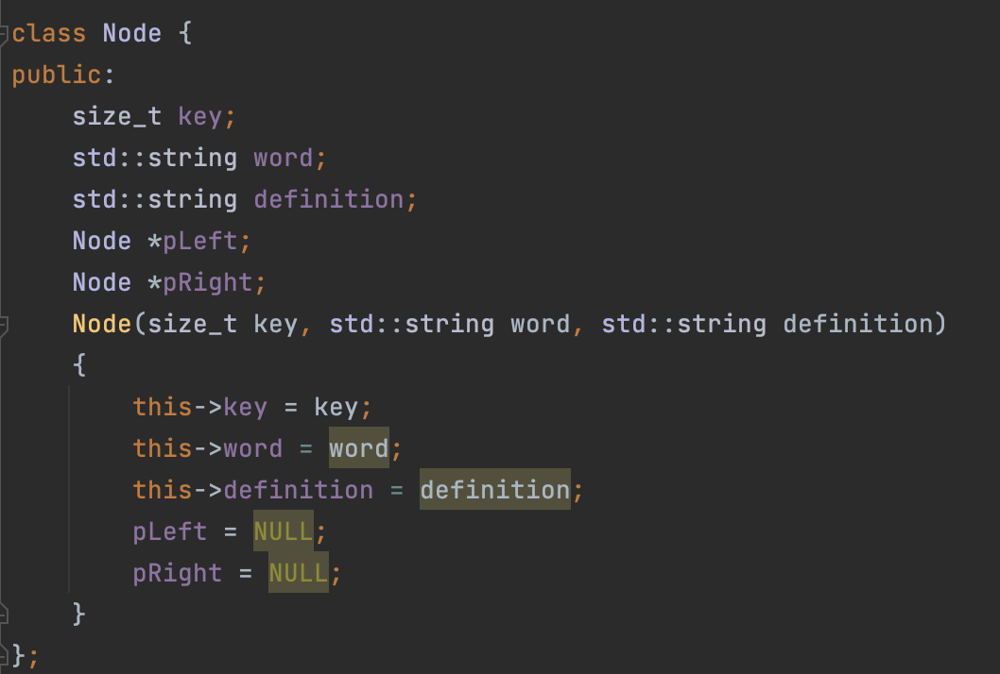 class Node {
public:
    size_t key;
    std::string word;
    std::string definition;
    Node *pLeft;
    Node *pRight;
    Node(size_t key, std::string word, std::string definition)
    {
        this->key = key;
        this->word = word;
        this->definition = definition;
        pLeft = NULL;
        pRight = NULL;
    }
};